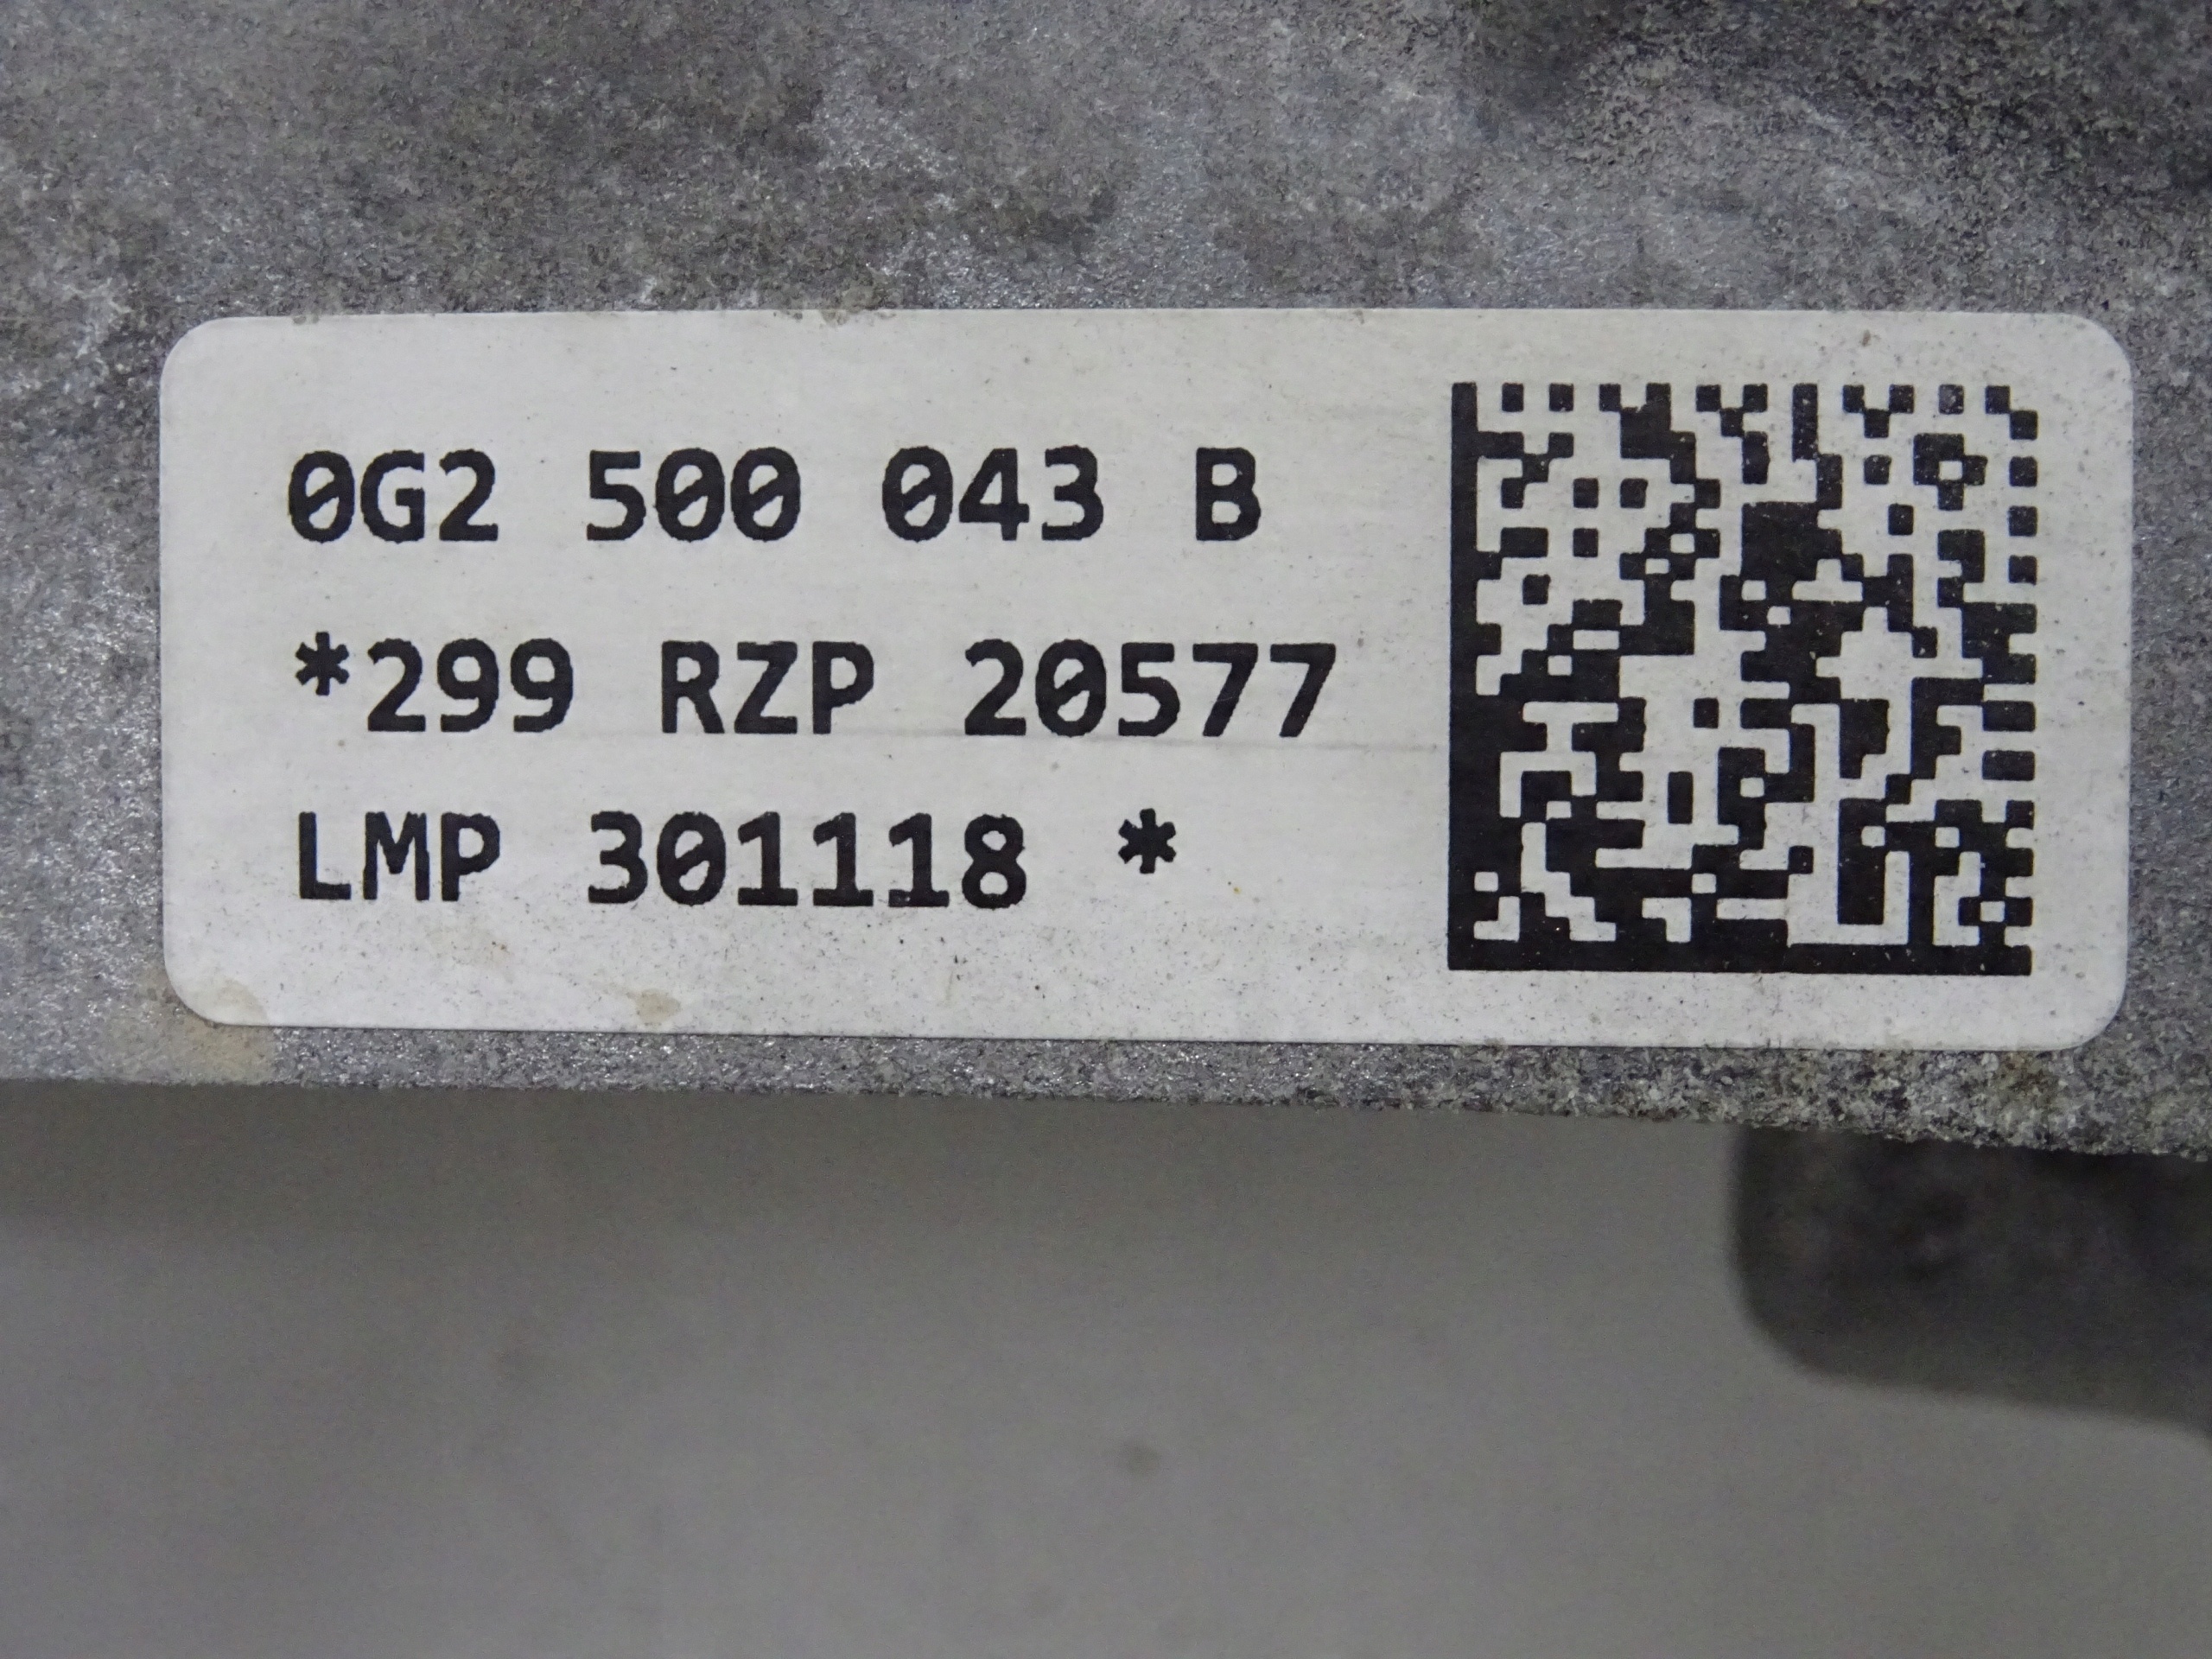 0G2 500 043 B
*299 RZP 20577
LMP 301118 *